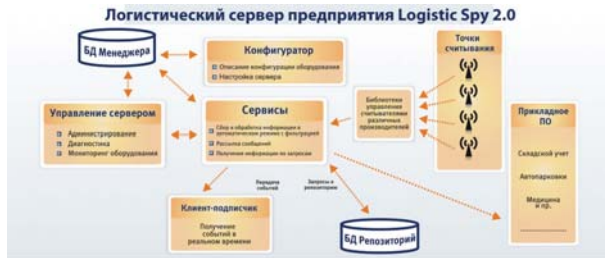 Логистический сервер предприятия Logistic Spy 2.0
БД Менеджера
Конфигуратор
Описание конфигурации оборудования
Настройка сервера
Точки
считывания
Управление сервером
Администрирование
Диагностика
Мониторинг оборудования
Сервисы
Сбор и обработка информации в
автоматическом режиме с фильтрацией
Рассылка сообщений
Получение информации по запросам
Библиотеки
управления
считывателями
различных
производителей
Прикладное
ПО
Складской учет
Автопарковки
Медицина
и пр.
Передача
событий
Запросы к
репозиторию
Клиент-подписчик
Получение
событий в
реальном времени
БД Репозиторий